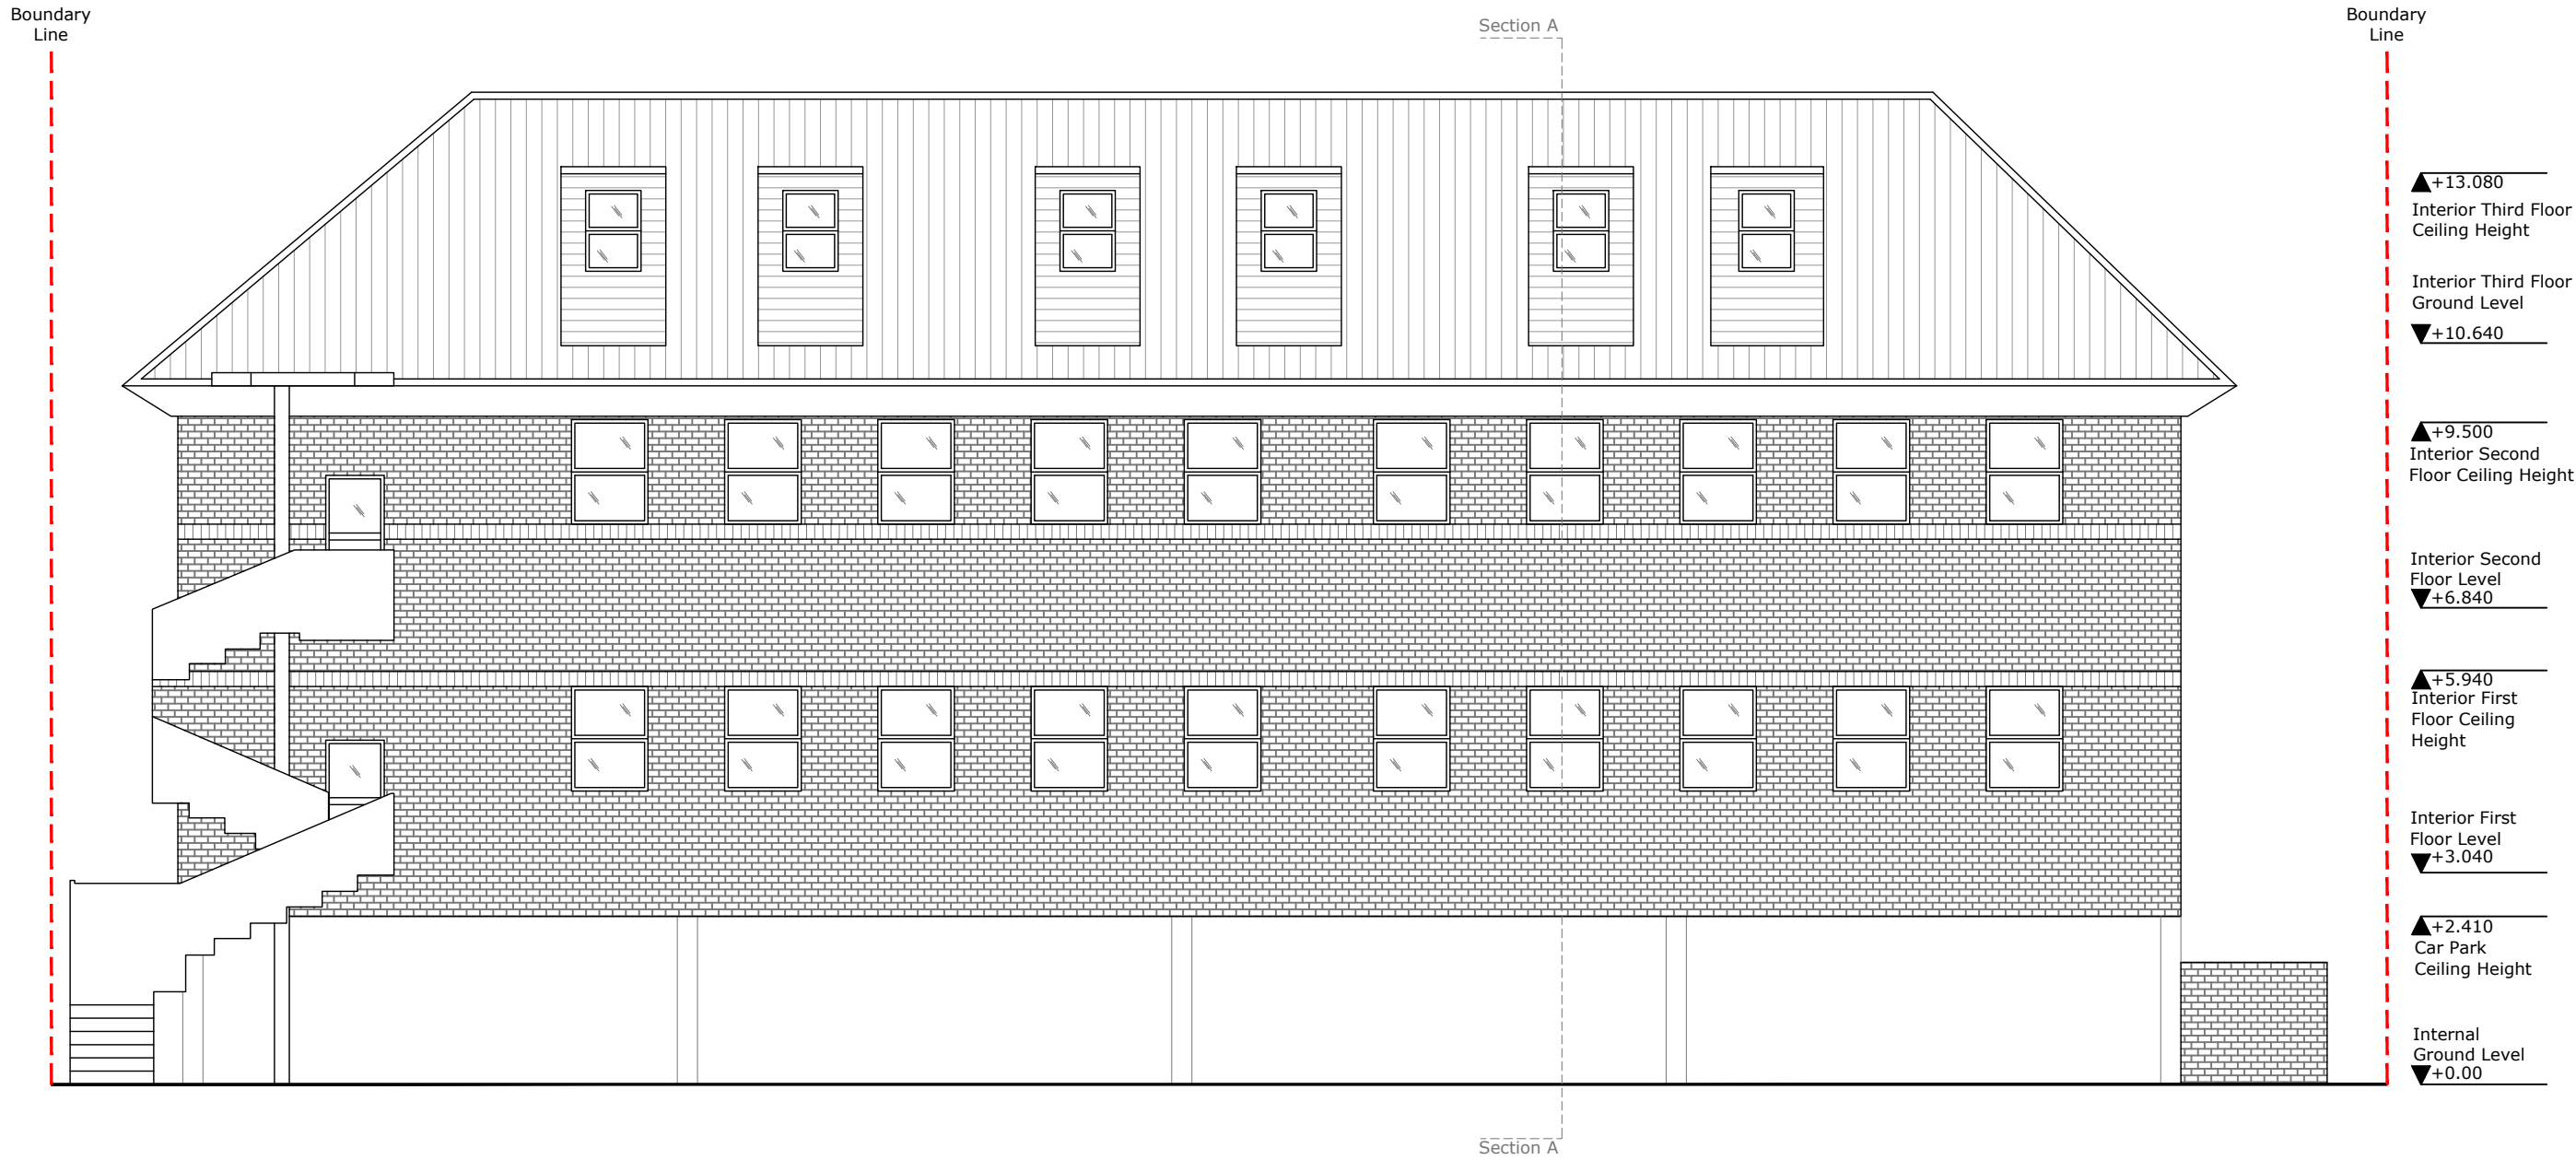 Boundary
Line
Section A
Boundary
Line
+13.080
Interior Third Floor
Ceiling Height
Interior Third Floor
Ground Level
+10.640
+9.500
Interior Second
Floor Ceiling Height
Interior Second
Floor Level
+6.840
+5.940
Interior First
Floor Ceiling
Height
Interior First
Floor Level
+3.040
+2.410
Car Park
Ceiling Height
Internal
Ground Level
+0.00
Section A